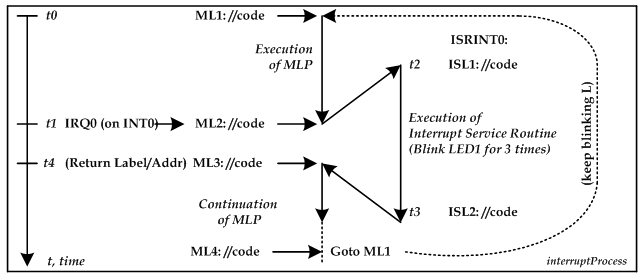 t0 ML1: //code
Execution
of MLP
ISRINT0:
t2 ISL1: //code
t1 IRQ0 (on INT0) ML2: //code
Execution of
Interrupt Service Routine
(Blink LED1 for 3 times)
(keep blinking L)
t4 (Return Label/Addr) ML3: //code
Continuation
of MLP
t3 ISL2: //code
ML4: //code Goto ML1
t, time
interruptProcess